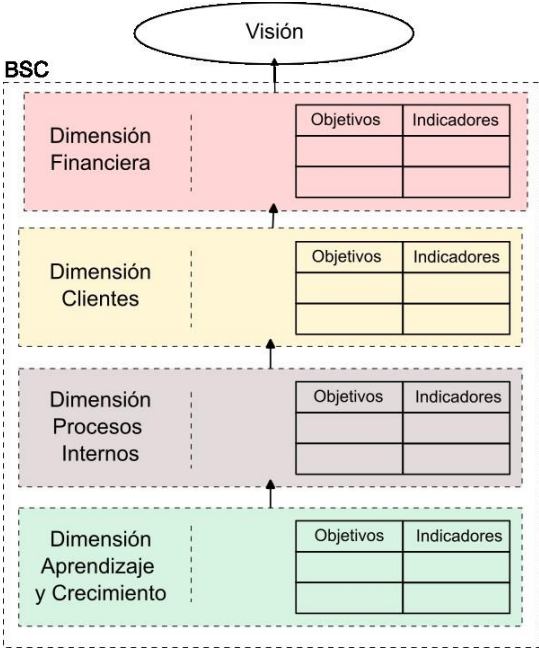 Visión
BSC
Dimensión
Financiera
Objetivos Indicadores
Dimensión
Clientes
Objetivos Indicadores
Dimensión
Procesos
Internos
Objetivos Indicadores
Dimensión
Aprendizaje
y Crecimiento
Objetivos Indicadores